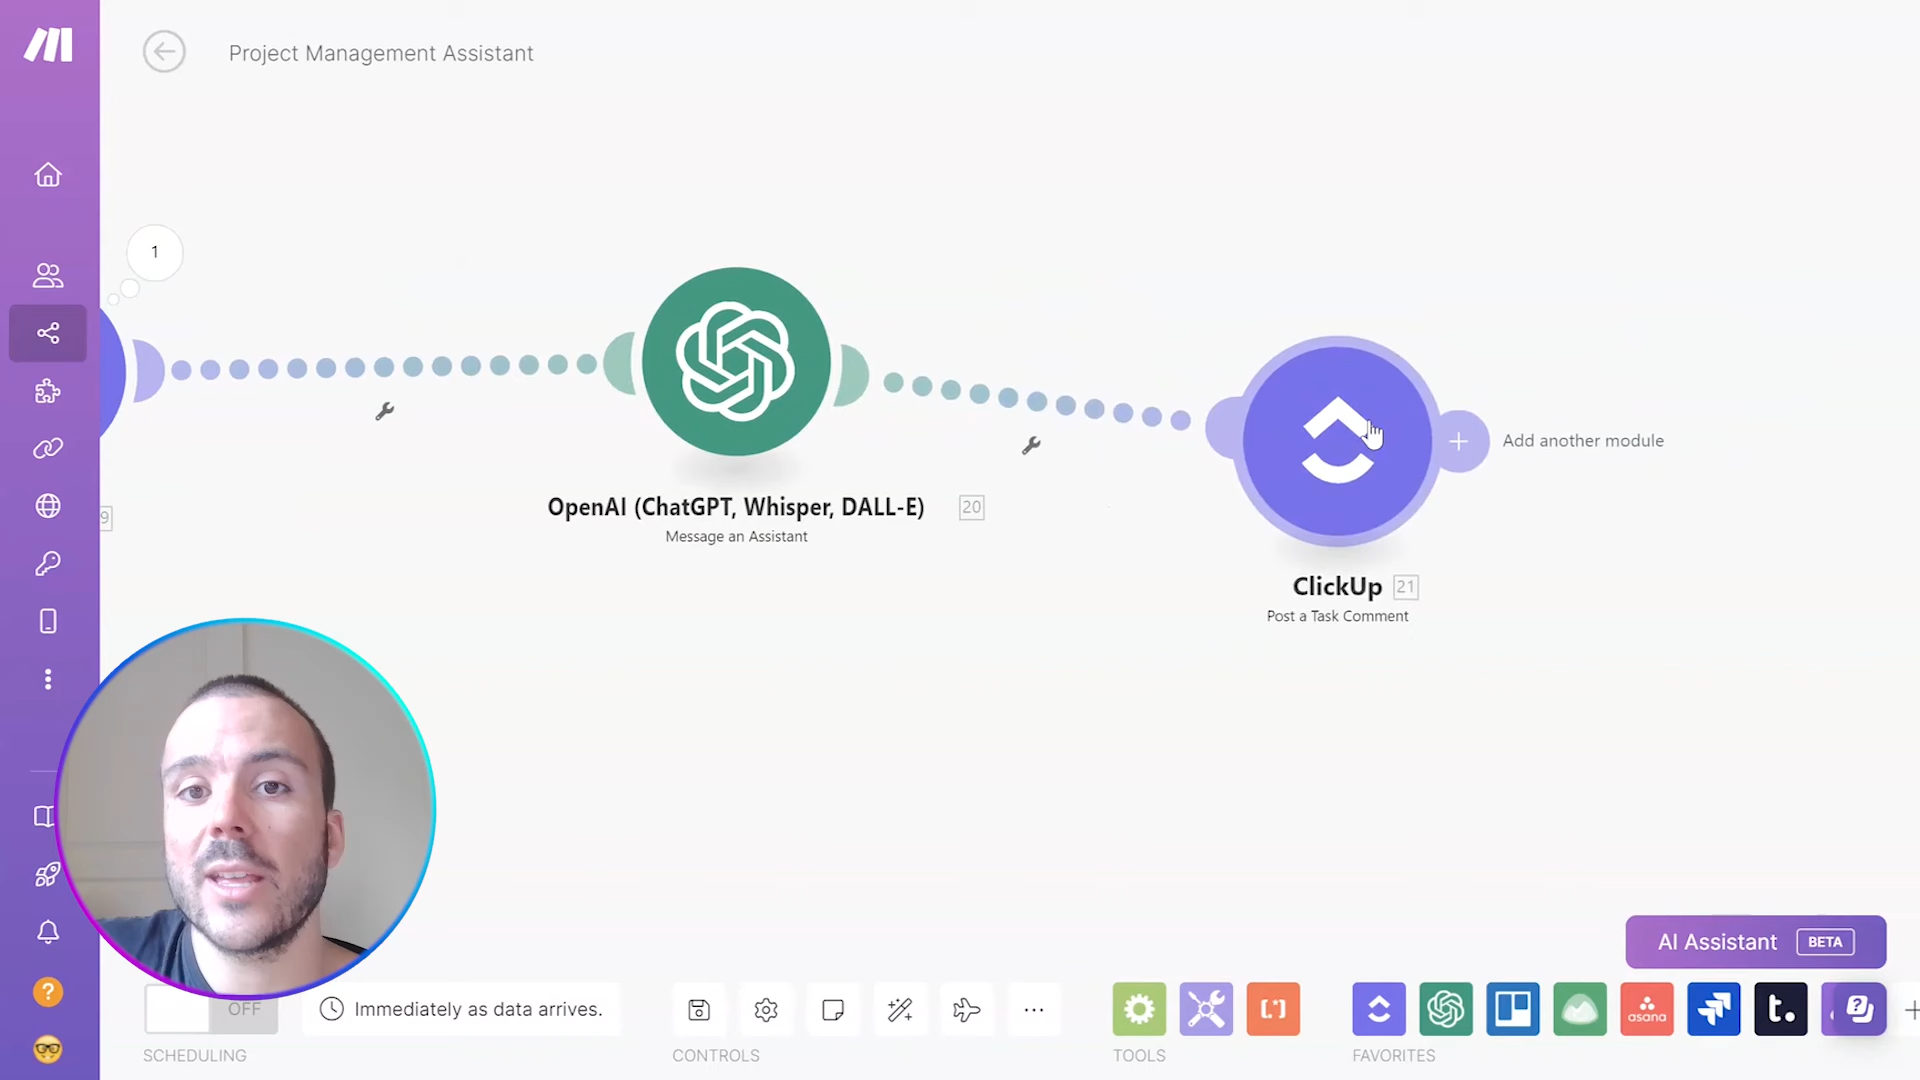 Project Management Assistant
1
OpenAI (ChatGPT, Whisper, DALL-E) 20
Message an Assistant
9
Add another module
ClickUp 21
Post a Task Comment
AI Assistant BETA
OFF
Immediately as data arrives.
asana
t.
SCHEDULING
CONTROLS
TOOLS
FAVORITES